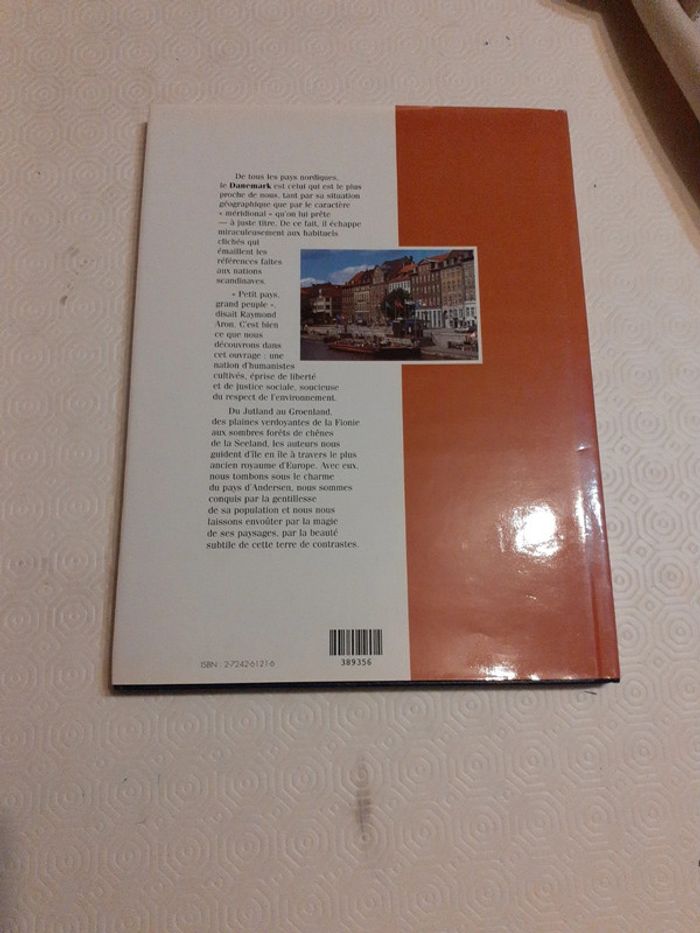 De tous les pays nordiques,
le Danemark est celui qui est le plus
proche de nous, tant par sa situation
géographique que par le caractère
« méridional » qu'on lui prête
— à juste titre. De ce fait, il échappe
miraculeusement aux habituels
clichés qui
émaillent les
références faites
aux nations
scandinaves.
« Petit pays,
grand peuple »,
disait Raymond
Aron. C'est bien
ce que nous
découvrons dans
cet ouvrage : une
nation d'humanistes
cultivés, éprise de liberté
et de justice sociale, soucieuse
du respect de l'environnement.
Du Jutland au Groenland,
des plaines verdoyantes de la Fionie
aux sombres forêts de chênes
de la Seeland, les auteurs nous
guident d'île en île à travers le plus
ancien royaume d'Europe. Avec eux,
nous tombons sous le charme
du pays d'Andersen, nous sommes
conquis par la gentillesse
de sa population et nous nous
laissons envoûter par la magie
de ses paysages, par la beauté
subtile de cette terre de contrastes.
ISBN : 2-7242-6121-6
389356